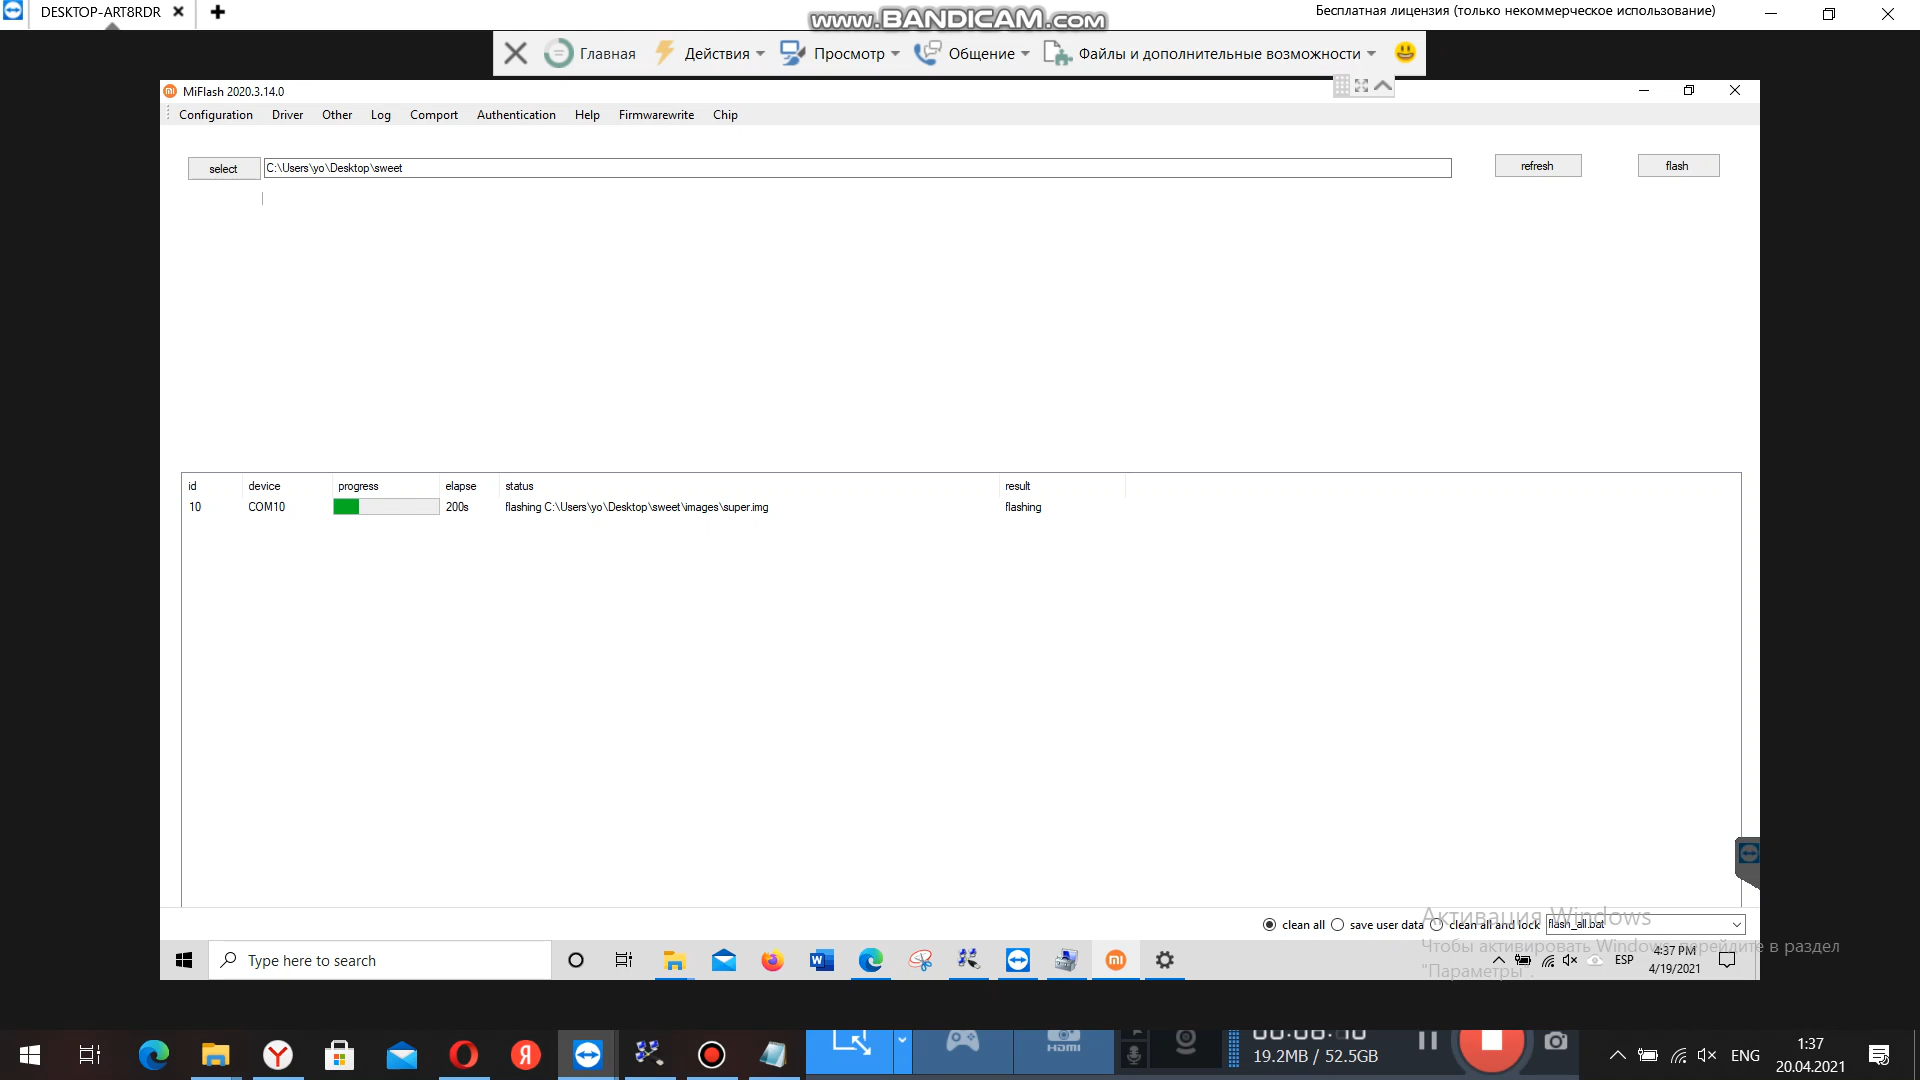 DESKTOP-ART8RDR
www.BANDICAM.com
Бесплатная лицензия (только некоммерческое использование)
Главная
Действия
Просмотр
Общение
Файлы и дополнительные возможности
MiFlash 2020.3.14.0
Configuration
Driver
Other
Log
Comport
Authentication
Help
Firmwarewrite
Chip
select
C:\Users\yo\Desktop\sweet
refresh
flash
id
device
progress
elapse
status
result
10
COM10
200s
flashing C:\Users\yo\Desktop\sweet\images\super.img
flashing
clean all
save user data
clean all and lock
flash_all.bat
Активация Windows
Чтобы активировать Windows, перейдите в раздел
"Параметры".
Type here to search
ESP
4:37 PM
4/19/2021
HDMI
19.2MB / 52.5GB
ENG
1:37
20.04.2021